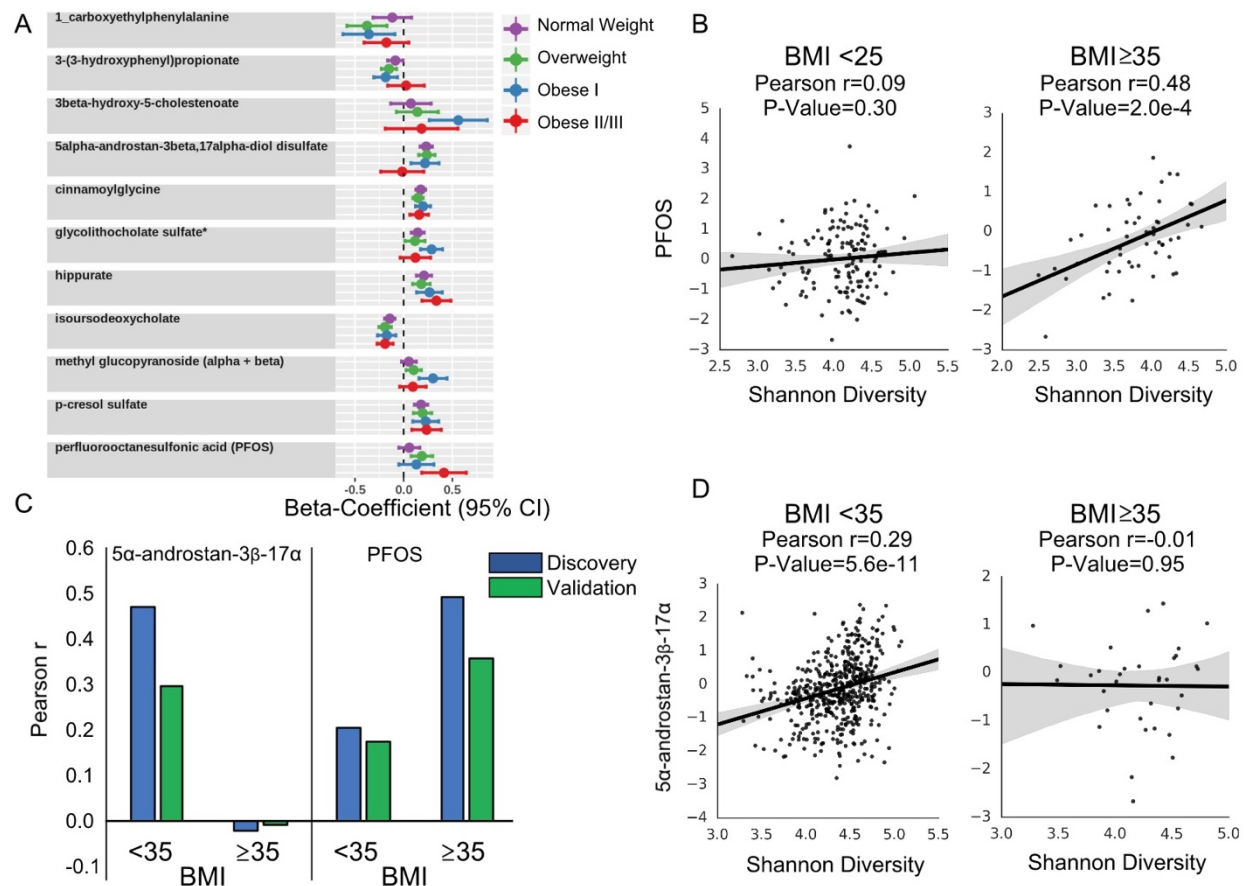 A
1_carboxyethylphenylalanine
3-(3-hydroxyphenyl)propionate
3beta-hydroxy-5-cholestenoate
5alpha-androstan-3beta,17alpha-diol disulfate
cinnamoylglycine
glycolithocholate sulfate*
hippurate
isoursodeoxycholate
methyl glucopyranoside (alpha + beta)
p-cresol sulfate
perfluorooctanesulfonic acid (PFOS)
-0.5 0.0 0.5
Beta-Coefficient (95% CI)
Normal Weight
Overweight
Obese I
Obese II/III
B
BMI <25
Pearson r=0.09
P-Value=0.30
PFOS
5
4
3
2
1
0
−1
−2
−3
2.5 3.0 3.5 4.0 4.5 5.0 5.5
Shannon Diversity
BMI≥35
Pearson r=0.48
P-Value=2.0e-4
3
2
1
0
−1
−2
−3
2.0 2.5 3.0 3.5 4.0 4.5 5.0
Shannon Diversity
C
Pearson r
0.6
0.5
0.4
0.3
0.2
0.1
0.0
-0.1
5α-androstan-3β-17α
PFOS
Discovery
Validation
<35 ≥35 <35 ≥35
BMI BMI
D
BMI <35
Pearson r=0.29
P-Value=5.6e-11
5α-androstan-3β-17α
3
2
1
0
−1
−2
−3
−4
3.0 3.5 4.0 4.5 5.0 5.5
Shannon Diversity
BMI≥35
Pearson r=-0.01
P-Value=0.95
2
1
0
−1
−2
−3
3.0 3.5 4.0 4.5 5.0
Shannon Diversity